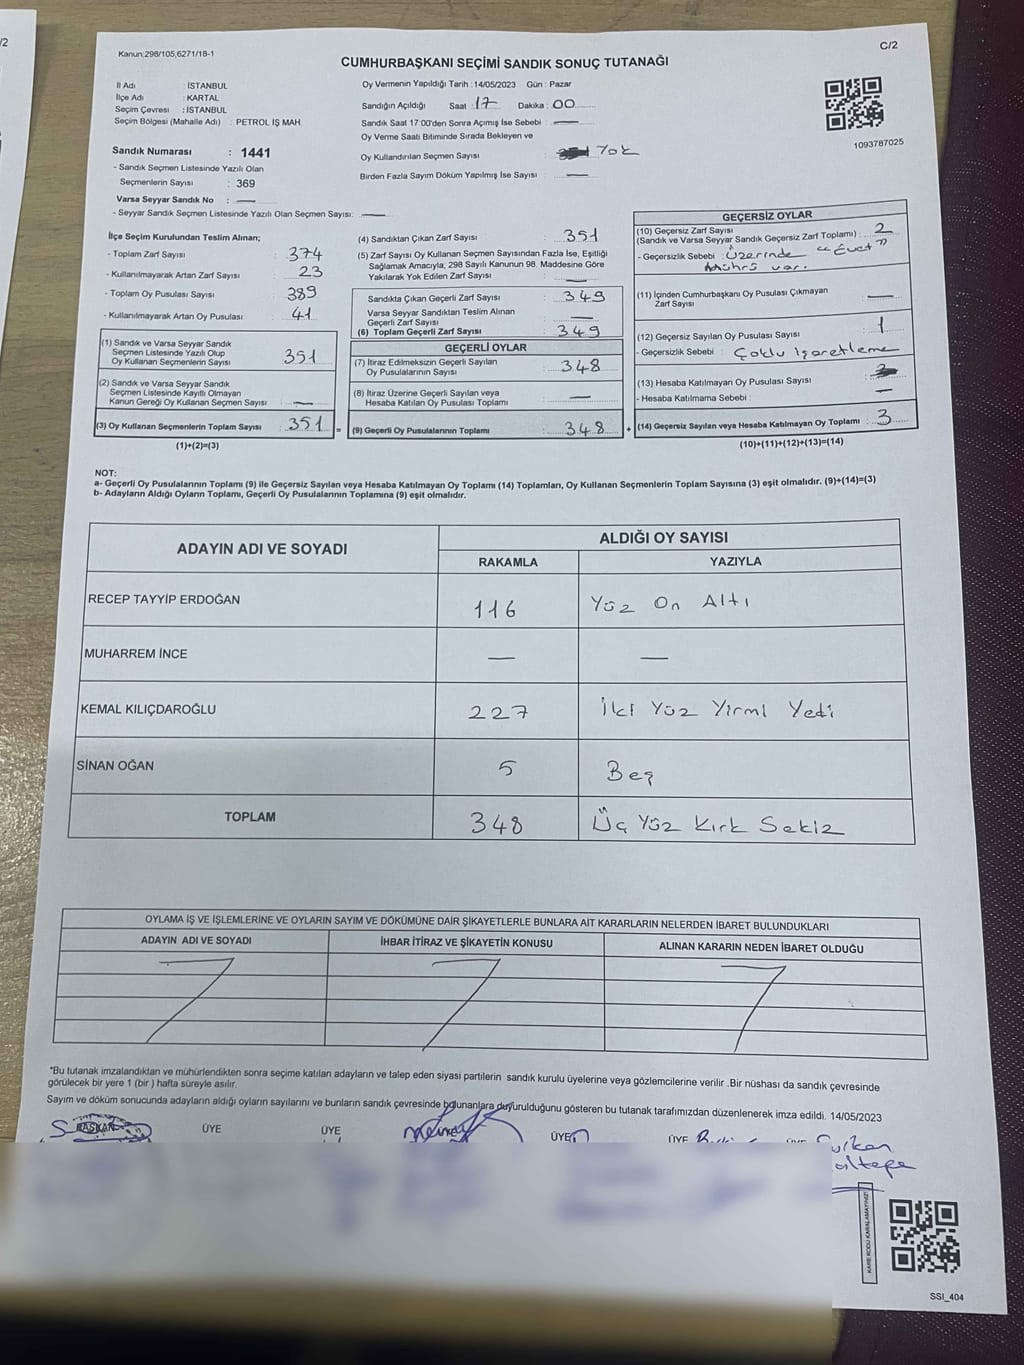 /2
Kanun:298/105,6271/18-1
C/2
CUMHURBAŞKANI SEÇİMİ SANDIK SONUÇ TUTANAĞI
İl Adı : İSTANBUL
İlçe Adı : KARTAL
Seçim Çevresi : İSTANBUL
Seçim Bölgesi (Mahalle Adı) : PETROL İŞ MAH.
Sandık Numarası : 1441
- Sandık Seçmen Listesinde Yazılı Olan
Seçmenlerin Sayısı : 369
Varsa Seyyar Sandık No : —
- Seyyar Sandık Seçmen Listesinde Yazılı Olan Seçmen Sayısı: —
Oy Vermenin Yapıldığı Tarih : 14/05/2023 Gün : Pazar
Sandığın Açıldığı Saat : 17 Dakika : 00
Sandık Saat 17:00'den Sonra Açımış İse Sebebi : —
Oy Verme Saati Bitiminde Sırada Bekleyen ve
Oy Kullandırılan Seçmen Sayısı : Yok
Birden Fazla Sayım Döküm Yapılmış İse Sayısı : —
1093787025
İlçe Seçim Kurulundan Teslim Alınan;
- Toplam Zarf Sayısı : 374
- Kullanılmayarak Artan Zarf Sayısı : 23
- Toplam Oy Pusulası Sayısı : 389
- Kullanılmayarak Artan Oy Pusulası : 41
(1) Sandık ve Varsa Seyyar Sandık
Seçmen Listesinde Yazılı Olup
Oy Kullanan Seçmenlerin Sayısı : 351
(2) Sandık ve Varsa Seyyar Sandık
Seçmen Listesinde Kayıtlı Olmayan
Kanun Gereği Oy Kullanan Seçmen Sayısı : —
(3) Oy Kullanan Seçmenlerin Toplam Sayısı : 351 =
(1)+(2)=(3)
(4) Sandıktan Çıkan Zarf Sayısı : 351
(5) Zarf Sayısı Oy Kullanan Seçmen Sayısından Fazla İse, Eşitliği
Sağlamak Amacıyla, 298 Sayılı Kanunun 98. Maddesine Göre
Yakılarak Yok Edilen Zarf Sayısı : —
Sandıkta Çıkan Geçerli Zarf Sayısı : 349
Varsa Seyyar Sandıktan Teslim Alınan
Geçerli Zarf Sayısı : —
(6) Toplam Geçerli Zarf Sayısı : 349
GEÇERLİ OYLAR
(7) İtiraz Edilmeksizin Geçerli Sayılan
Oy Pusulalarının Sayısı : 348
(8) İtiraz Üzerine Geçerli Sayılan veya
Hesaba Katılan Oy Pusulası Toplamı : —
(9) Geçerli Oy Pusulalarının Toplamı : 348 +
GEÇERSİZ OYLAR
(10) Geçersiz Zarf Sayısı
(Sandık ve Varsa Seyyar Sandık Geçersiz Zarf Toplamı) : 2
- Geçersizlik Sebebi : Üzerinde "Evet"
mührü var.
(11) İçinden Cumhurbaşkanı Oy Pusulası Çıkmayan
Zarf Sayısı : —
(12) Geçersiz Sayılan Oy Pusulası Sayısı : 1
- Geçersizlik Sebebi : Çoklu işaretleme
(13) Hesaba Katılmayan Oy Pusulası Sayısı :
- Hesaba Katılmama Sebebi : —
(14) Geçersiz Sayılan veya Hesaba Katılmayan Oy Toplamı : 3
(10)+(11)+(12)+(13)=(14)
NOT:
a- Geçerli Oy Pusulalarının Toplamı (9) ile Geçersiz Sayılan veya Hesaba Katılmayan Oy Toplamı (14) Toplamları, Oy Kullanan Seçmenlerin Toplam Sayısına (3) eşit olmalıdır. (9)+(14)=(3)
b- Adayların Aldığı Oyların Toplamı, Geçerli Oy Pusulalarının Toplamına (9) eşit olmalıdır.
ADAYIN ADI VE SOYADI
ALDIĞI OY SAYISI
RAKAMLA YAZIYLA
RECEP TAYYİP ERDOĞAN 116 Yüz On Altı
MUHARREM İNCE — —
KEMAL KILIÇDAROĞLU 227 İki Yüz Yirmi Yedi
SİNAN OĞAN 5 Beş
TOPLAM 348 Üç Yüz Kırk Sekiz
OYLAMA İŞ VE İŞLEMLERİNE VE OYLARIN SAYIM VE DÖKÜMÜNE DAİR ŞİKAYETLERLE BUNLARA AİT KARARLARIN NELERDEN İBARET BULUNDUKLARI
ADAYIN ADI VE SOYADI İHBAR İTİRAZ VE ŞİKAYETİN KONUSU ALINAN KARARIN NEDEN İBARET OLDUĞU
*Bu tutanak imzalandıktan ve mühürlendikten sonra seçime katılan adayların ve talep eden siyasi partilerin sandık kurulu üyelerine veya gözlemcilerine verilir .Bir nüshası da sandık çevresinde
görülecek bir yere 1 (bir ) hafta süreyle asılır.
Sayım ve döküm sonucunda adayların aldığı oyların sayılarını ve bunların sandık çevresinde bulunanlara duyurulduğunu gösteren bu tutanak tarafımızdan düzenlenerek imza edildi. 14/05/2023
BAŞKAN ÜYE ÜYE ÜYE ÜYE
KARE KODU KARALAMAYINIZ!
SSI_404